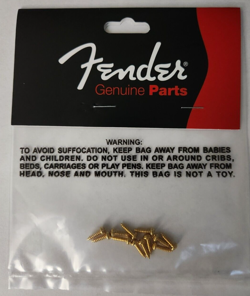 Fender®
Genuine Parts
WARNING:
TO AVOID SUFFOCATION, KEEP BAG AWAY FROM BABIES
AND CHILDREN. DO NOT USE IN OR AROUND CRIBS,
BEDS, CARRIAGES OR PLAY PENS. KEEP BAG AWAY FROM
HEAD, NOSE AND MOUTH. THIS BAG IS NOT A TOY.